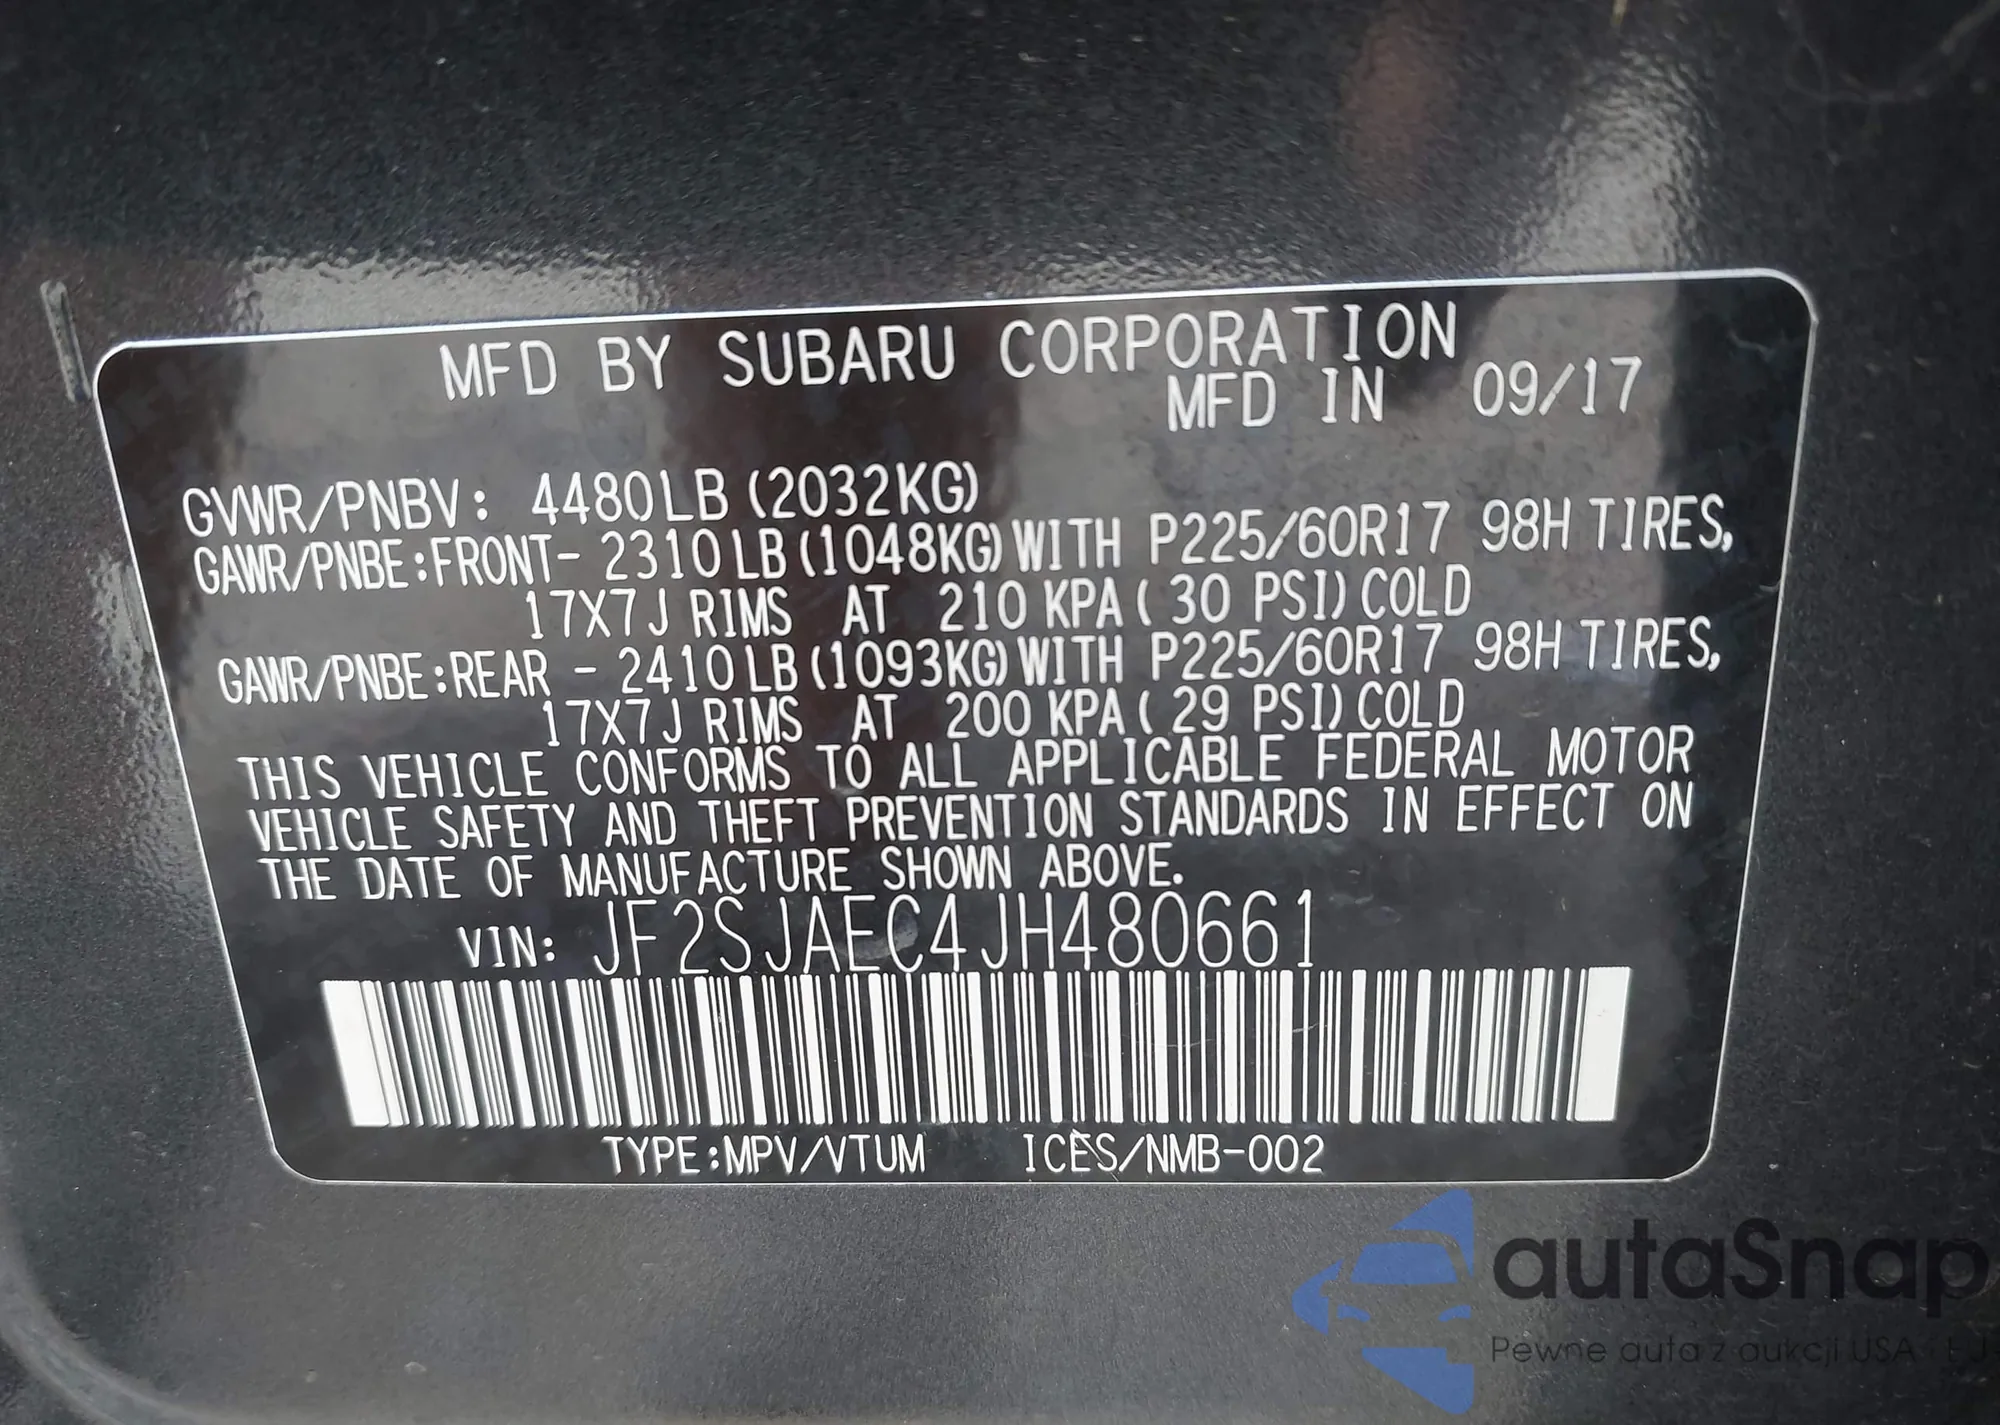 MFD BY SUBARU CORPORATION
MFD IN 09/17
GVWR/PNBV: 4480LB (2032KG)
GAWR/PNBE:FRONT- 2310LB (1048KG) WITH P225/60R17 98H TIRES,
17X7J RIMS AT 210 KPA ( 30 PSI) COLD
GAWR/PNBE:REAR - 2410LB (1093KG) WITH P225/60R17 98H TIRES,
17X7J RIMS AT 200 KPA ( 29 PSI) COLD
THIS VEHICLE CONFORMS TO ALL APPLICABLE FEDERAL MOTOR
VEHICLE SAFETY AND THEFT PREVENTION STANDARDS IN EFFECT ON
THE DATE OF MANUFACTURE SHOWN ABOVE.
VIN: JF2SJAEC4JH480661
TYPE:MPV/VTUM ICES/NMB-002
autaSnap
Pewne auta z aukcji USA